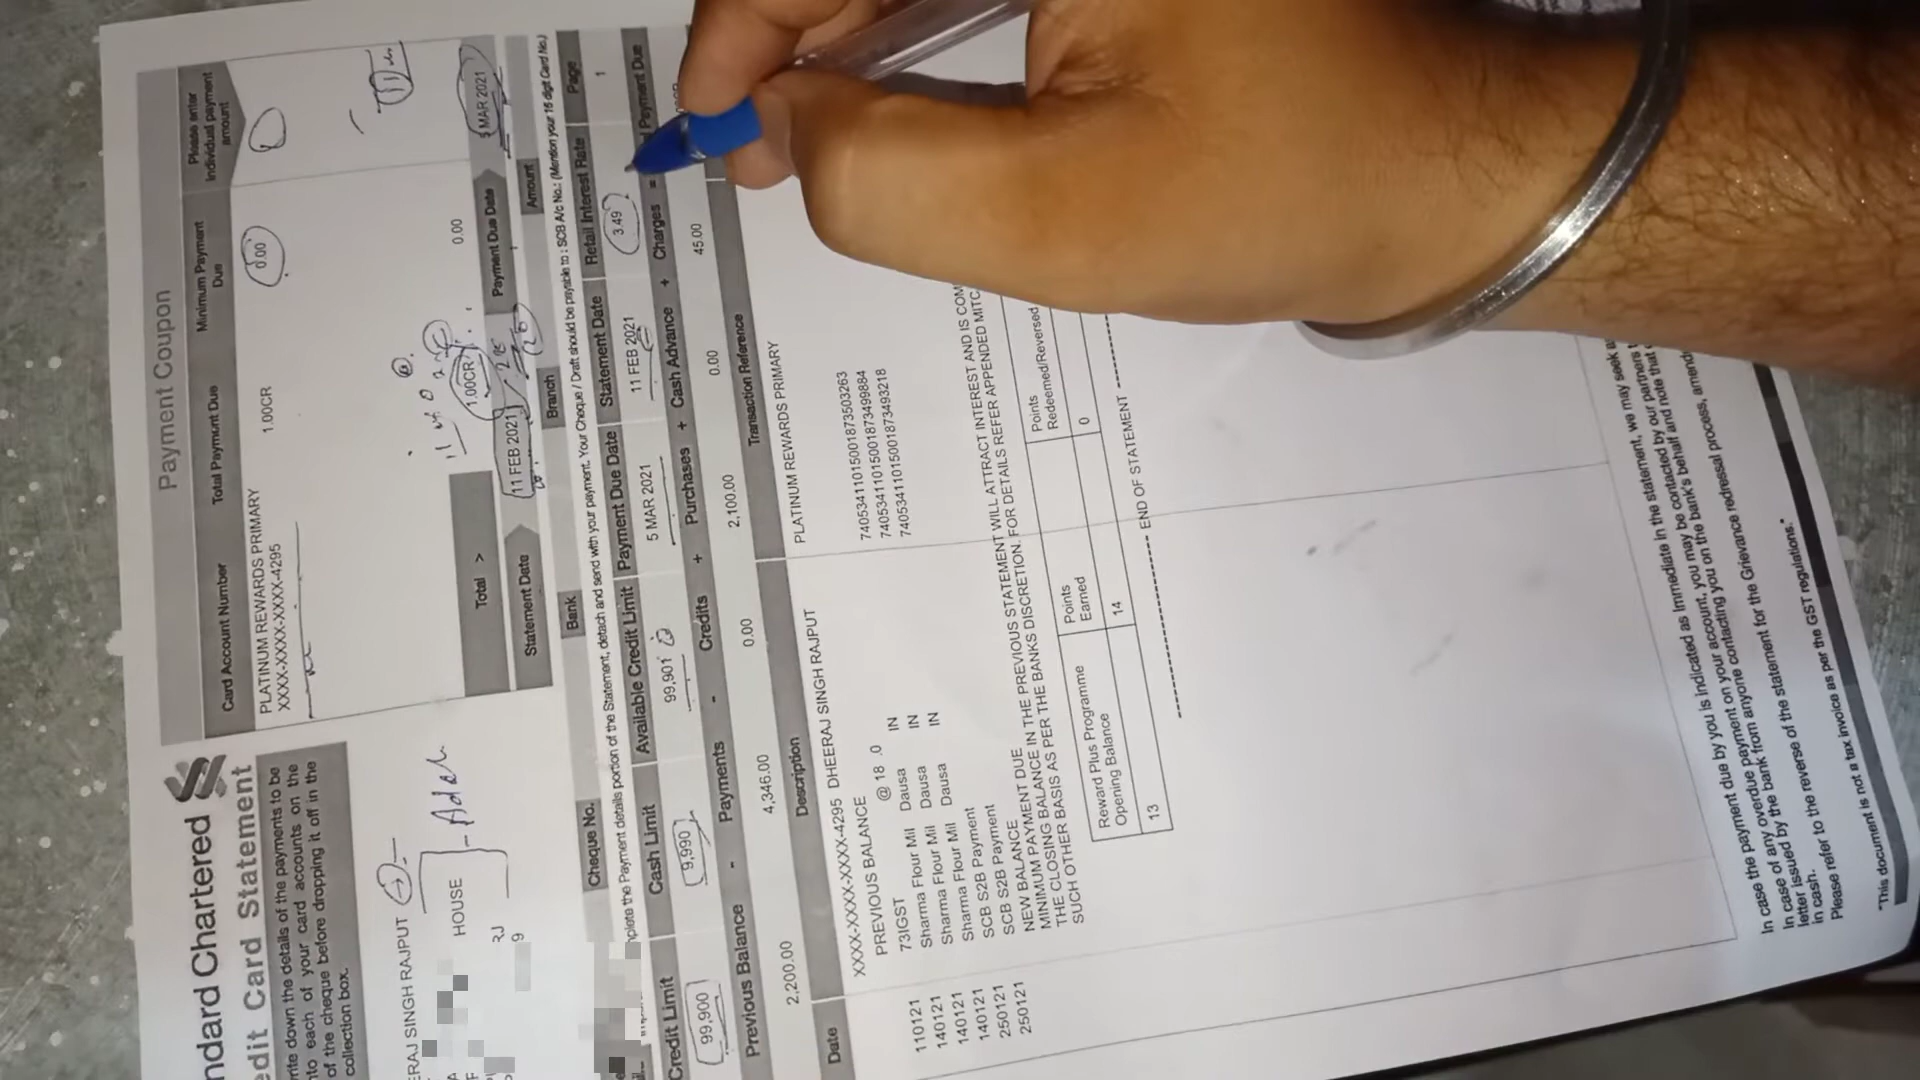 ndard Chartered
edit Card Statement
rite down the details of the payments to be
nto each of your card accounts on the
of the cheque before dropping it off in the
collection box.
Payment Coupon
Card Account Number Total Payment Due Minimum Payment Due Please enter Individual payment amount
PLATINUM REWARDS PRIMARY 1.00CR 0.00
XXXX-XXXX-XXXX-4295
Total > 1.00CR 0.00
Statement Date 11 FEB 2021 Payment Due Date 5 MAR 2021
ERAJ SINGH RAJPUT
HOUSE
RJ
9
Cheque No. Bank Branch Amount
plete the Payment details portion of the Statement, detach and send with your payment. Your Cheque / Draft should be payable to : SCB A/c No.: (Mention your 16 digit Card No.)
Credit Limit Cash Limit Available Credit Limit Payment Due Date Statement Date Retail Interest Rate Page
99,900 9,990 99,901 5 MAR 2021 11 FEB 2021 3.49 1
Previous Balance - Payments - Credits + Purchases + Cash Advance + Charges = Payment Due
2,200.00 4,346.00 0.00 2,100.00 0.00 45.00
Date Description Transaction Reference
XXXX-XXXX-XXXX-4295 DHEERAJ SINGH RAJPUT PLATINUM REWARDS PRIMARY
PREVIOUS BALANCE
110121 73IGST @ 18 .0
140121 Sharma Flour Mil Dausa IN 74053411015001873503263
140121 Sharma Flour Mil Dausa IN 74053411015001873499884
140121 Sharma Flour Mil Dausa IN 74053411015001873493218
250121 SCB S2B Payment
250121 SCB S2B Payment
NEW BALANCE
MINIMUM PAYMENT DUE
THE CLOSING BALANCE IN THE PREVIOUS STATEMENT WILL ATTRACT INTEREST AND IS COM
SUCH OTHER BASIS AS PER THE BANKS DISCRETION. FOR DETAILS REFER APPENDED MITC
Reward Plus Programme Opening Balance Points Earned Points Redeemed/Reversed
13 14 0
---------- END OF STATEMENT ----------
In case the payment due by you is indicated as Immediate in the statement, we may seek
In case of any overdue payment on your account, you may be contacted by our partners
letter issued by the bank from anyone contacting you on the bank's behalf and note that
in cash.
Please refer to the reverse of the statement for the Grievance redressal process, amend
"This document is not a tax invoice as per the GST regulations."